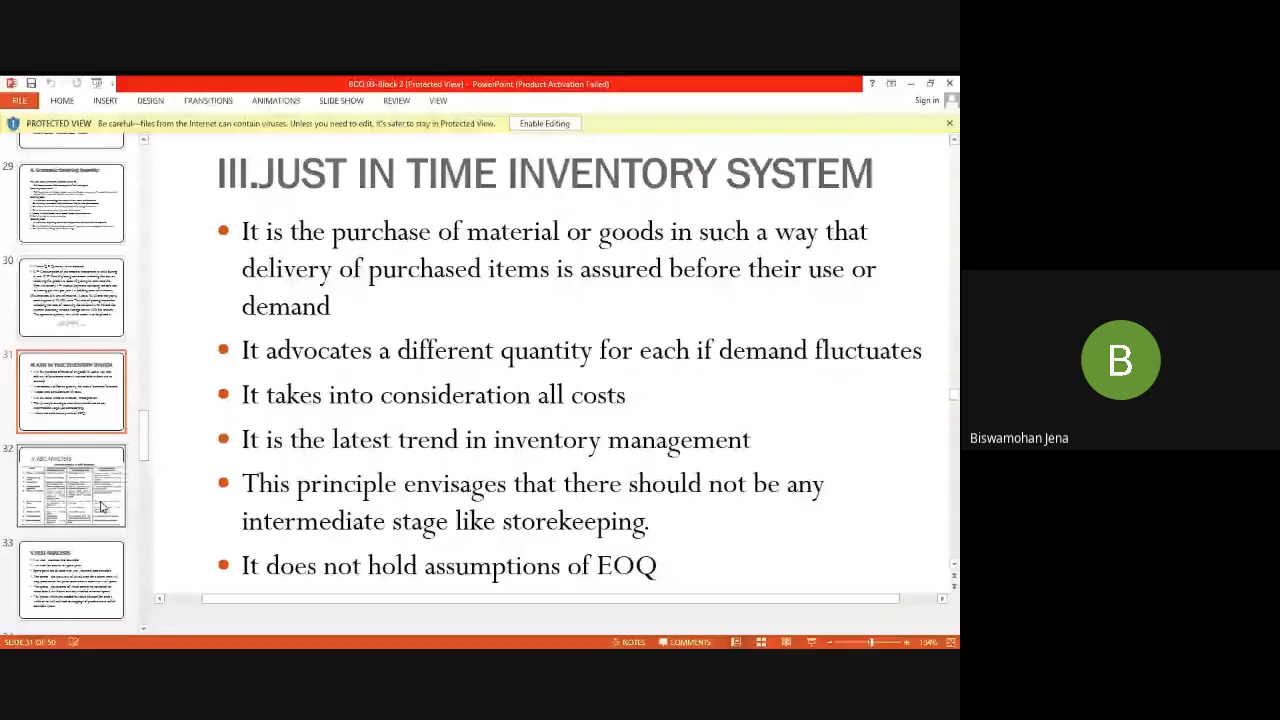 BCO 03-Block 2 [Protected View] - PowerPoint (Product Activation Failed)
FILE HOME INSERT DESIGN TRANSITIONS ANIMATIONS SLIDE SHOW REVIEW VIEW Sign in
PROTECTED VIEW Be careful—files from the Internet can contain viruses. Unless you need to edit, it's safer to stay in Protected View. Enable Editing
29
30
31
32
33
III.JUST IN TIME INVENTORY SYSTEM
• It is the purchase of material or goods in such a way that
delivery of purchased items is assured before their use or
demand
• It advocates a different quantity for each if demand fluctuates
• It takes into consideration all costs
• It is the latest trend in inventory management
• This principle envisages that there should not be any
intermediate stage like storekeeping.
• It does not hold assumptions of EOQ
SLIDE 31 OF 50 NOTES COMMENTS 134%
B
Biswamohan Jena